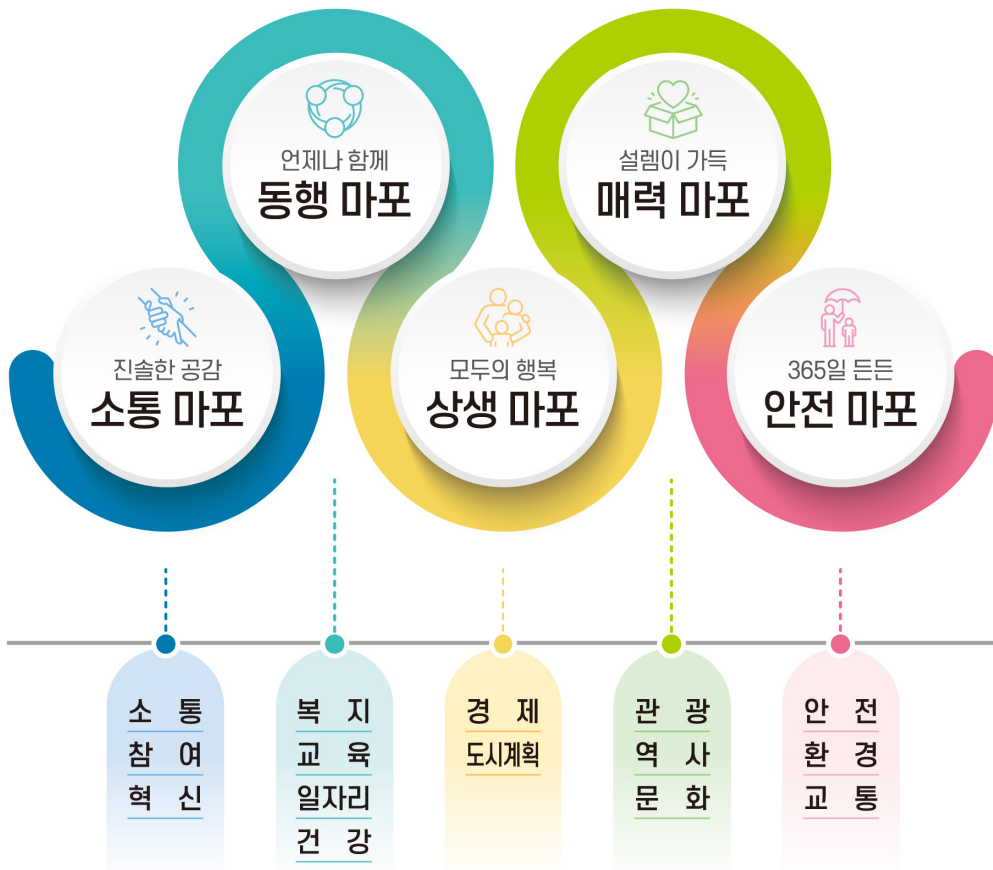 언제나 함께
동행 마포
설렘이 가득
매력 마포
진솔한 공감
소통 마포
모두의 행복
상생 마포
365일 든든
안전 마포
소 통
참 여
혁 신
복 지
교 육
일자리
건 강
경 제
도시계획
관 광
역 사
문 화
안 전
환 경
교 통